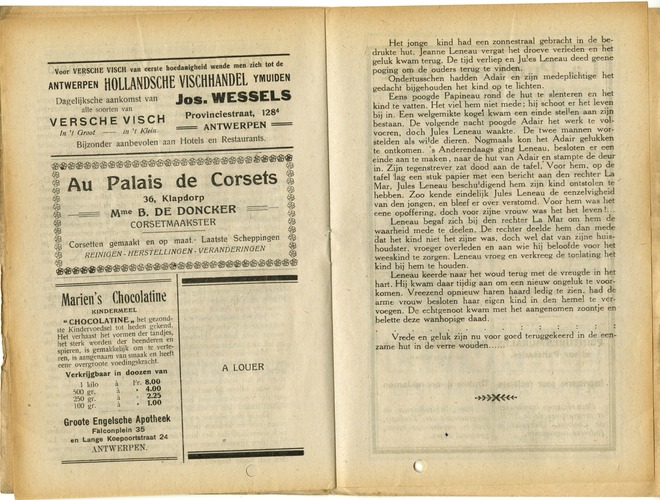 Voor VERSCHE VISCH van eerste hoedanigheid wende men zich tot de
ANTWERPEN HOLLANDSCHE VISCHHANDEL YMUIDEN
Dagelijksche aankomst van
alle soorten van
VERSCHE VISCH
In 't Groot — in 't Klein
Jos. WESSELS
Provinciestraat, 128ᵃ
ANTWERPEN
Bijzonder aanbevolen aan Hotels en Restaurants.
Au Palais de Corsets
36, Klapdorp
Mme B. DE DONCKER
CORSETMAAKSTER
Corsetten gemaakt en op maat.- Laatste Scheppingen
REINIGEN - HERSTELLINGEN - VERANDERINGEN
Marien's Chocolatine
KINDERMEEL
"CHOCOLATINE" het gezond-
ste Kindervoedsel tot heden gekend.
Het verhaast het vormen der tandjes,
het sterk worden der beenderen en
spieren, is gemakkelijk om te verte-
ren, is aangenaam van smaak en heeft
eene overgroote voedingskracht.
Verkrijgbaar in doozen van
1 kilo à Fr. 8,00
500 gr. à " 4.00
250 gr. à " 2.25
100 gr. à " 1.00
Groote Engelsche Apotheek
Falconplein 35
en Lange Koepoortstraat 24
ANTWERPEN.
A LOUER
Het jonge kind had een zonnestraal gebracht in de be-
drukte hut, Jeanne Leneau vergat het droeve verleden en het
geluk kwam terug. De tijd verliep en Jules Leneau deed geene
poging om de ouders terug te vinden.
Ondertusschen hadden Adair en zijn medeplichtige het
gedacht bijgehouden het kind op te lichten.
Eens poogde Papineau rond de hut te slenteren en het
kind te vatten. Het viel hem niet mede; hij schoot er het leven
bij in. Een welgemikte kogel kwam een einde stellen aan zijn
bestaan. De volgende nacht poogde Adair het werk te vol-
voeren, doch Jules Leneau waakte. De twee mannen wor-
stelden als wilde dieren. Nogmaals kon het Adair gelukken
te ontkomen. 's Anderendaags ging Leneau, besloten er een
einde aan te maken, naar de hut van Adair en stampte de deur
in. Zijn tegenstrever zat dood aan de tafel. Voor hem, op de
tafel lag een stuk papier met een bericht aan den rechter La
Mar, Jules Leneau beschuldigend hem zijn kind ontstolen te
hebben. Zoo kende eindelijk Jules Leneau de eenzelvigheid
van den jongen, en bleef er over verstomd. Voor hem was het
eene opoffering, doch voor zijne vrouw was het het leven!...
Leneau begaf zich bij den rechter La Mar om hem de
waarheid mede te deelen. De rechter deelde hem dan mede
dat het kind niet het zijne was, doch wel dat van zijne huis-
houdster, vroeger overleden en aan wie hij beloofde voor het
weeskind te zorgen. Leneau vroeg en verkreeg de toelating het
kind bij hem te houden.
Leneau keerde naar het woud terug met de vreugde in het
hart. Hij kwam daar tijdig aan om een nieuw ongeluk te voor-
komen. Vreezend opnieuw haren haard ledig te zien, had de
arme vrouw besloten haar eigen kind in den hemel te ver-
voegen. De echtgenoot kwam met het aangenomen zoontje en
belette deze wanhopige daad.
. . . . . . . . . .
Vrede en geluk zijn nu voor goed teruggekeerd in de een-
zame hut in de verre wouden......